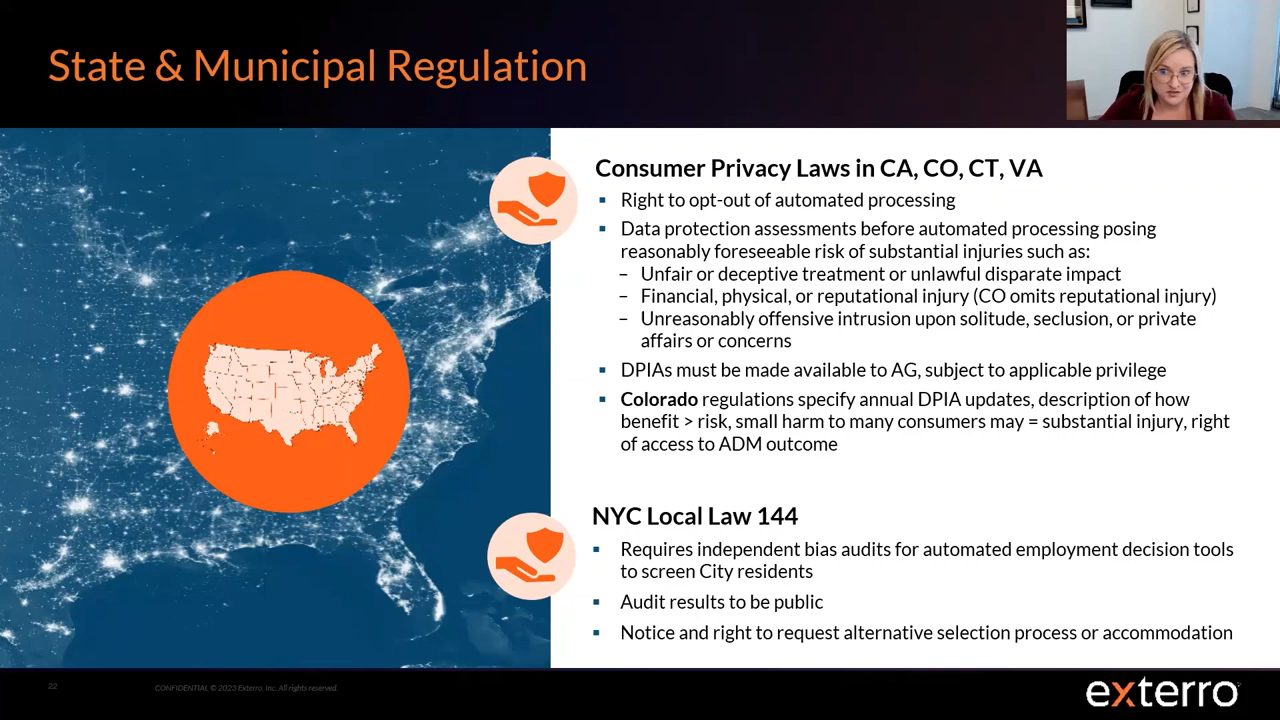 State & Municipal Regulation
Consumer Privacy Laws in CA, CO, CT, VA
▪ Right to opt-out of automated processing
▪ Data protection assessments before automated processing posing
reasonably foreseeable risk of substantial injuries such as:
– Unfair or deceptive treatment or unlawful disparate impact
– Financial, physical, or reputational injury (CO omits reputational injury)
– Unreasonably offensive intrusion upon solitude, seclusion, or private
affairs or concerns
▪ DPIAs must be made available to AG, subject to applicable privilege
▪ Colorado regulations specify annual DPIA updates, description of how
benefit > risk, small harm to many consumers may = substantial injury, right
of access to ADM outcome
NYC Local Law 144
▪ Requires independent bias audits for automated employment decision tools
to screen City residents
▪ Audit results to be public
▪ Notice and right to request alternative selection process or accommodation
22
CONFIDENTIAL © 2023 Exterro, Inc. All rights reserved.
exterro